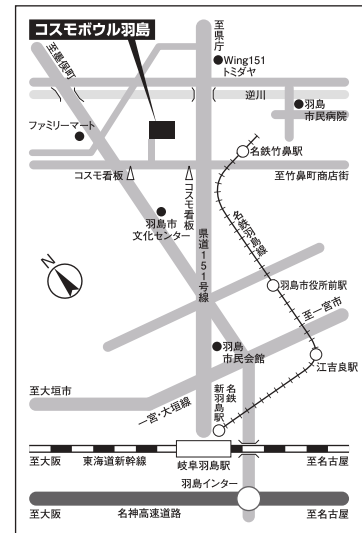 コスモボウル羽島
至墨俣町
至県庁
Wing151
トミダヤ
逆川
羽島
市民病院
ファミリーマート
名鉄竹鼻駅
コスモ看板
コスモ看板
至竹鼻町商店街
羽島市
文化センター
県道151号線
名鉄羽島線
N
羽島市役所前駅
至一宮市
羽島
市民会館
江吉良駅
至大垣市
一宮・大垣線
名鉄
新羽島駅
至大阪
東海道新幹線
岐阜羽島駅
至名古屋
羽島インター
至大阪
名神高速道路
至名古屋